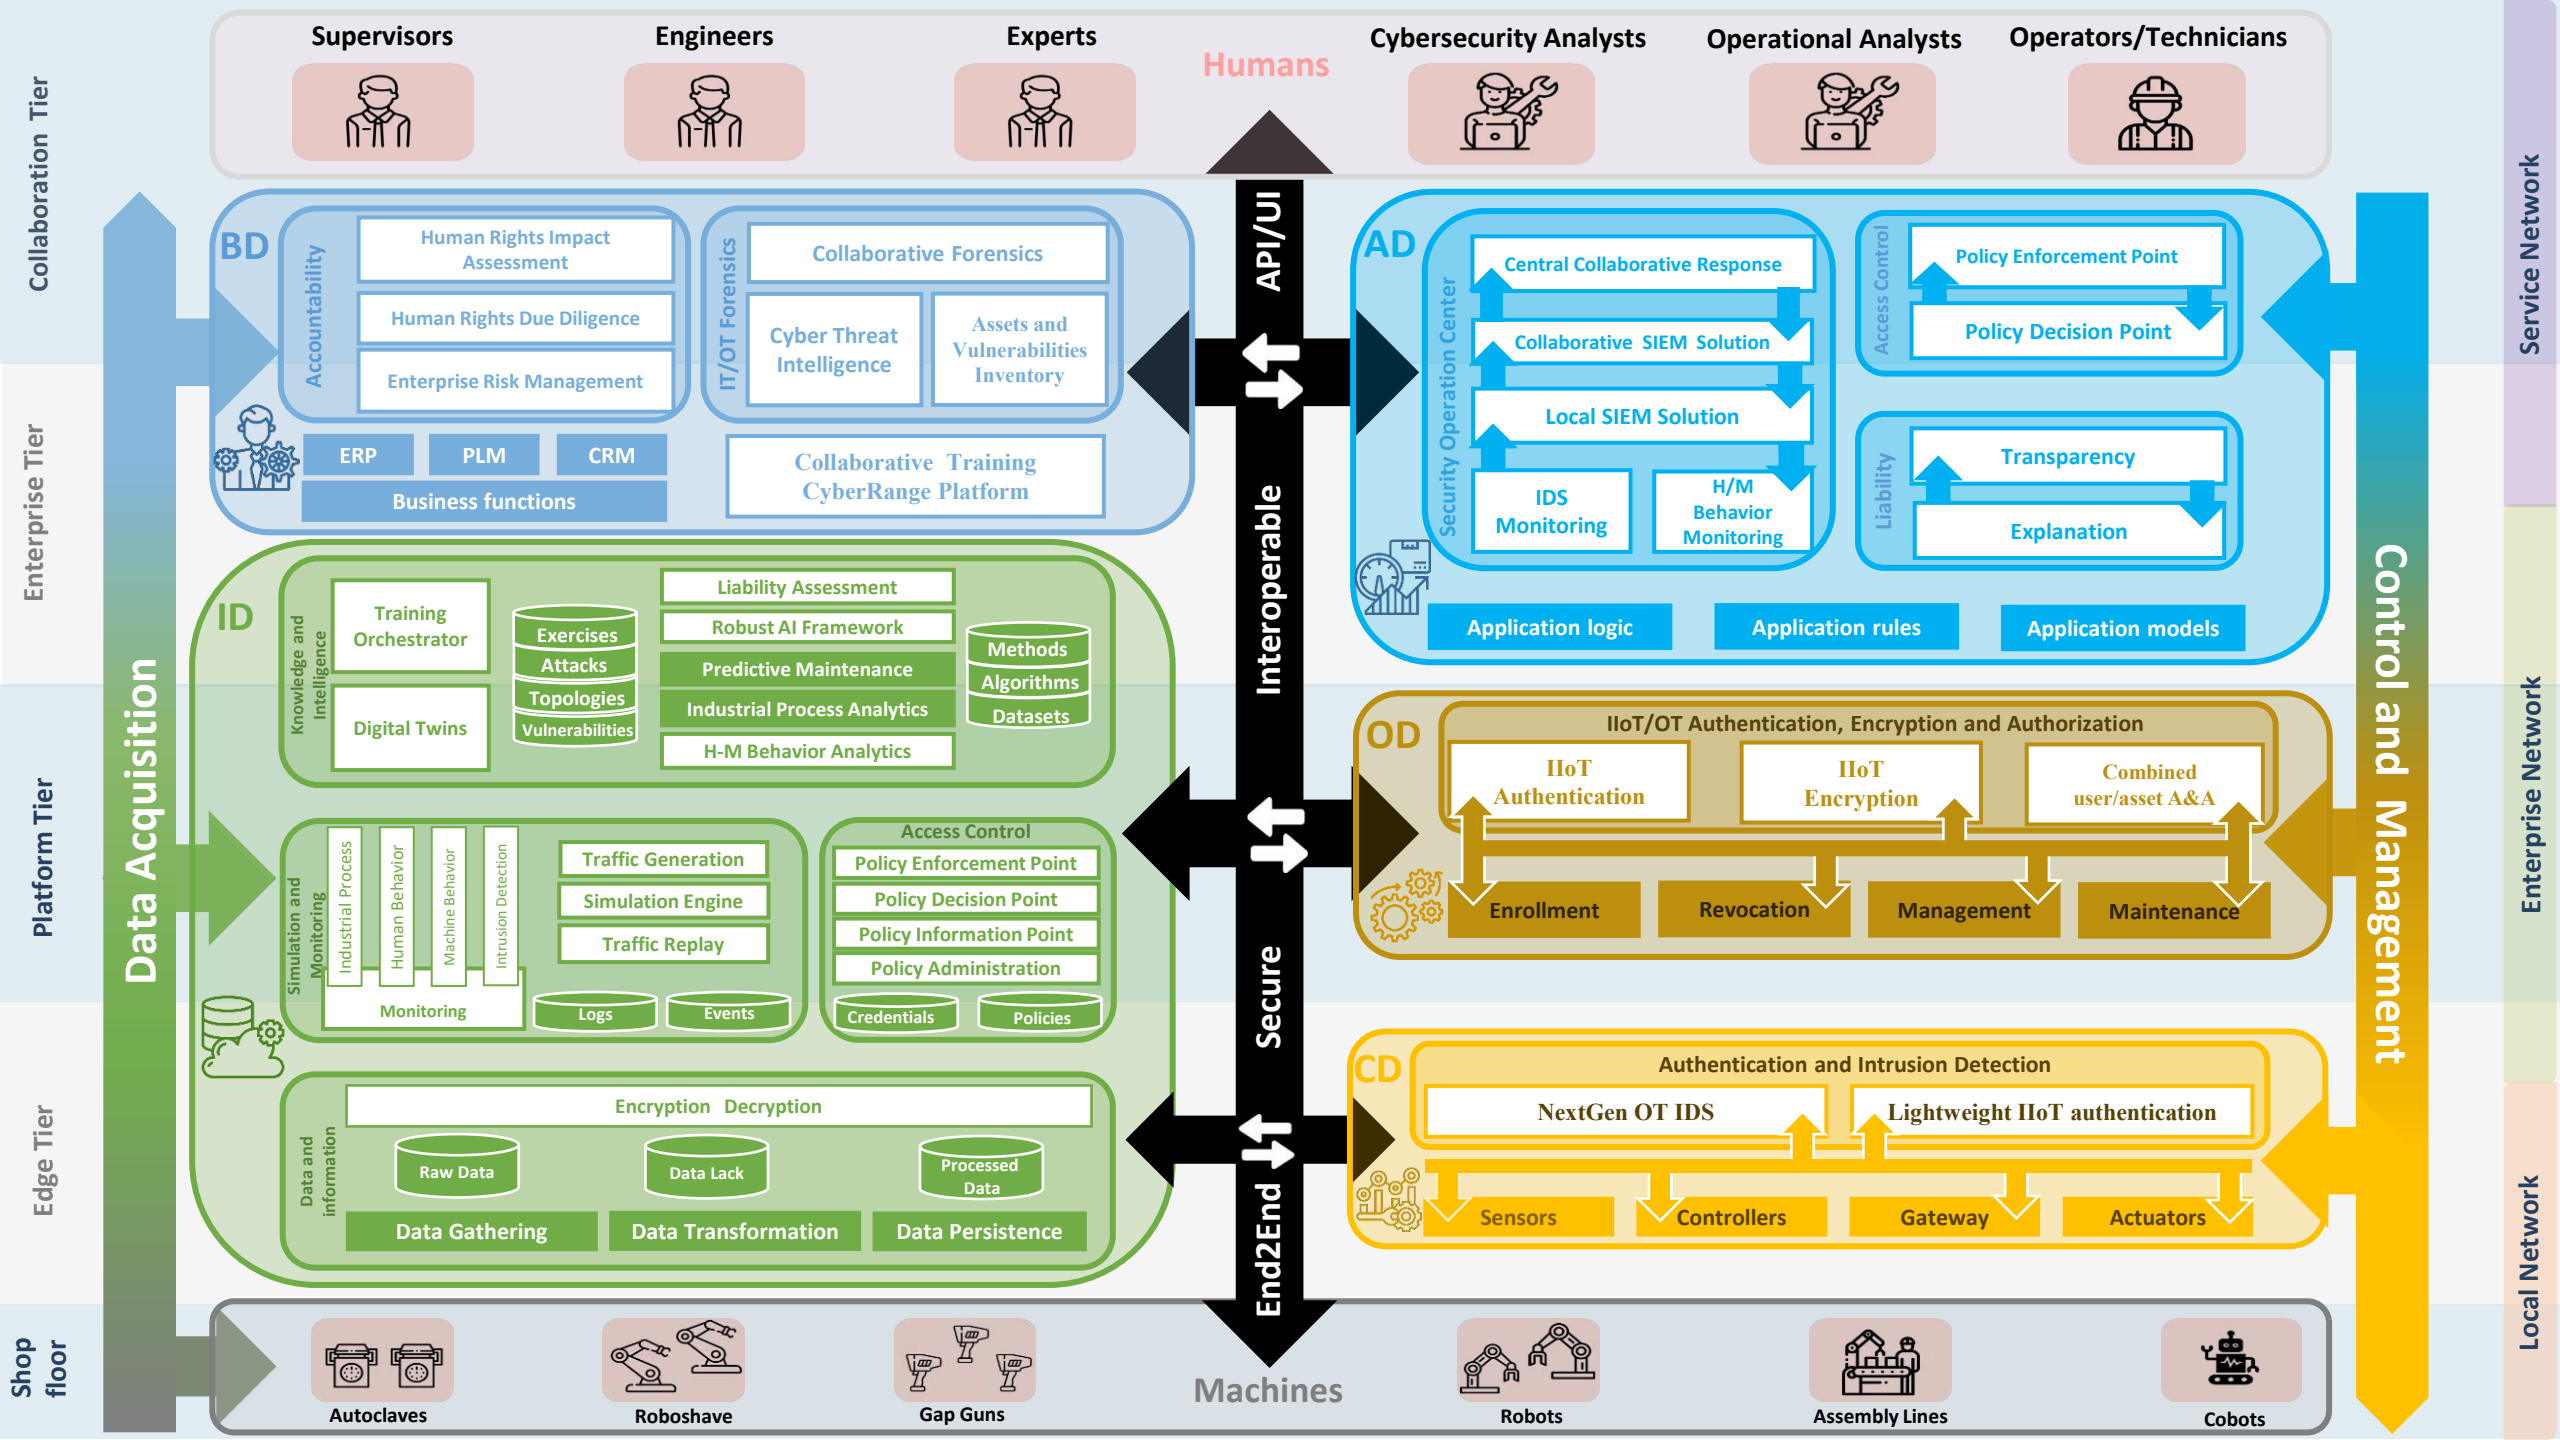 Supervisors
Engineers
Experts
Humans
Cybersecurity Analysts
Operational Analysts
Operators/Technicians
Collaboration Tier
Enterprise Tier
Platform Tier
Edge Tier
Shop
floor
Data Acquisition
BD
Accountability
Human Rights Impact
Assessment
Human Rights Due Diligence
Enterprise Risk Management
IT/OT Forensics
Collaborative Forensics
Cyber Threat
Intelligence
Assets and
Vulnerabilities
Inventory
ERP
PLM
CRM
Business functions
Collaborative Training
CyberRange Platform
ID
Knowledge and
Intelligence
Training
Orchestrator
Digital Twins
Exercises
Attacks
Topologies
Vulnerabilities
Liability Assessment
Robust AI Framework
Predictive Maintenance
Industrial Process Analytics
H-M Behavior Analytics
Methods
Algorithms
Datasets
Simulation and
Monitoring
Industrial Process
Human Behavior
Machine Behavior
Intrusion Detection
Monitoring
Traffic Generation
Simulation Engine
Traffic Replay
Logs
Events
Access Control
Policy Enforcement Point
Policy Decision Point
Policy Information Point
Policy Administration
Credentials
Policies
Data and
information
Encryption Decryption
Raw Data
Data Lack
Processed
Data
Data Gathering
Data Transformation
Data Persistence
API/UI
Interoperable
Secure
End2End
AD
Security Operation Center
Central Collaborative Response
Collaborative SIEM Solution
Local SIEM Solution
IDS
Monitoring
H/M
Behavior
Monitoring
Access Control
Policy Enforcement Point
Policy Decision Point
Liability
Transparency
Explanation
Application logic
Application rules
Application models
OD
IIoT/OT Authentication, Encryption and Authorization
IIoT
Authentication
IIoT
Encryption
Combined
user/asset A&A
Enrollment
Revocation
Management
Maintenance
CD
Authentication and Intrusion Detection
NextGen OT IDS
Lightweight IIoT authentication
Sensors
Controllers
Gateway
Actuators
Control and Management
Service Network
Enterprise Network
Local Network
Machines
Autoclaves
Roboshave
Gap Guns
Robots
Assembly Lines
Cobots